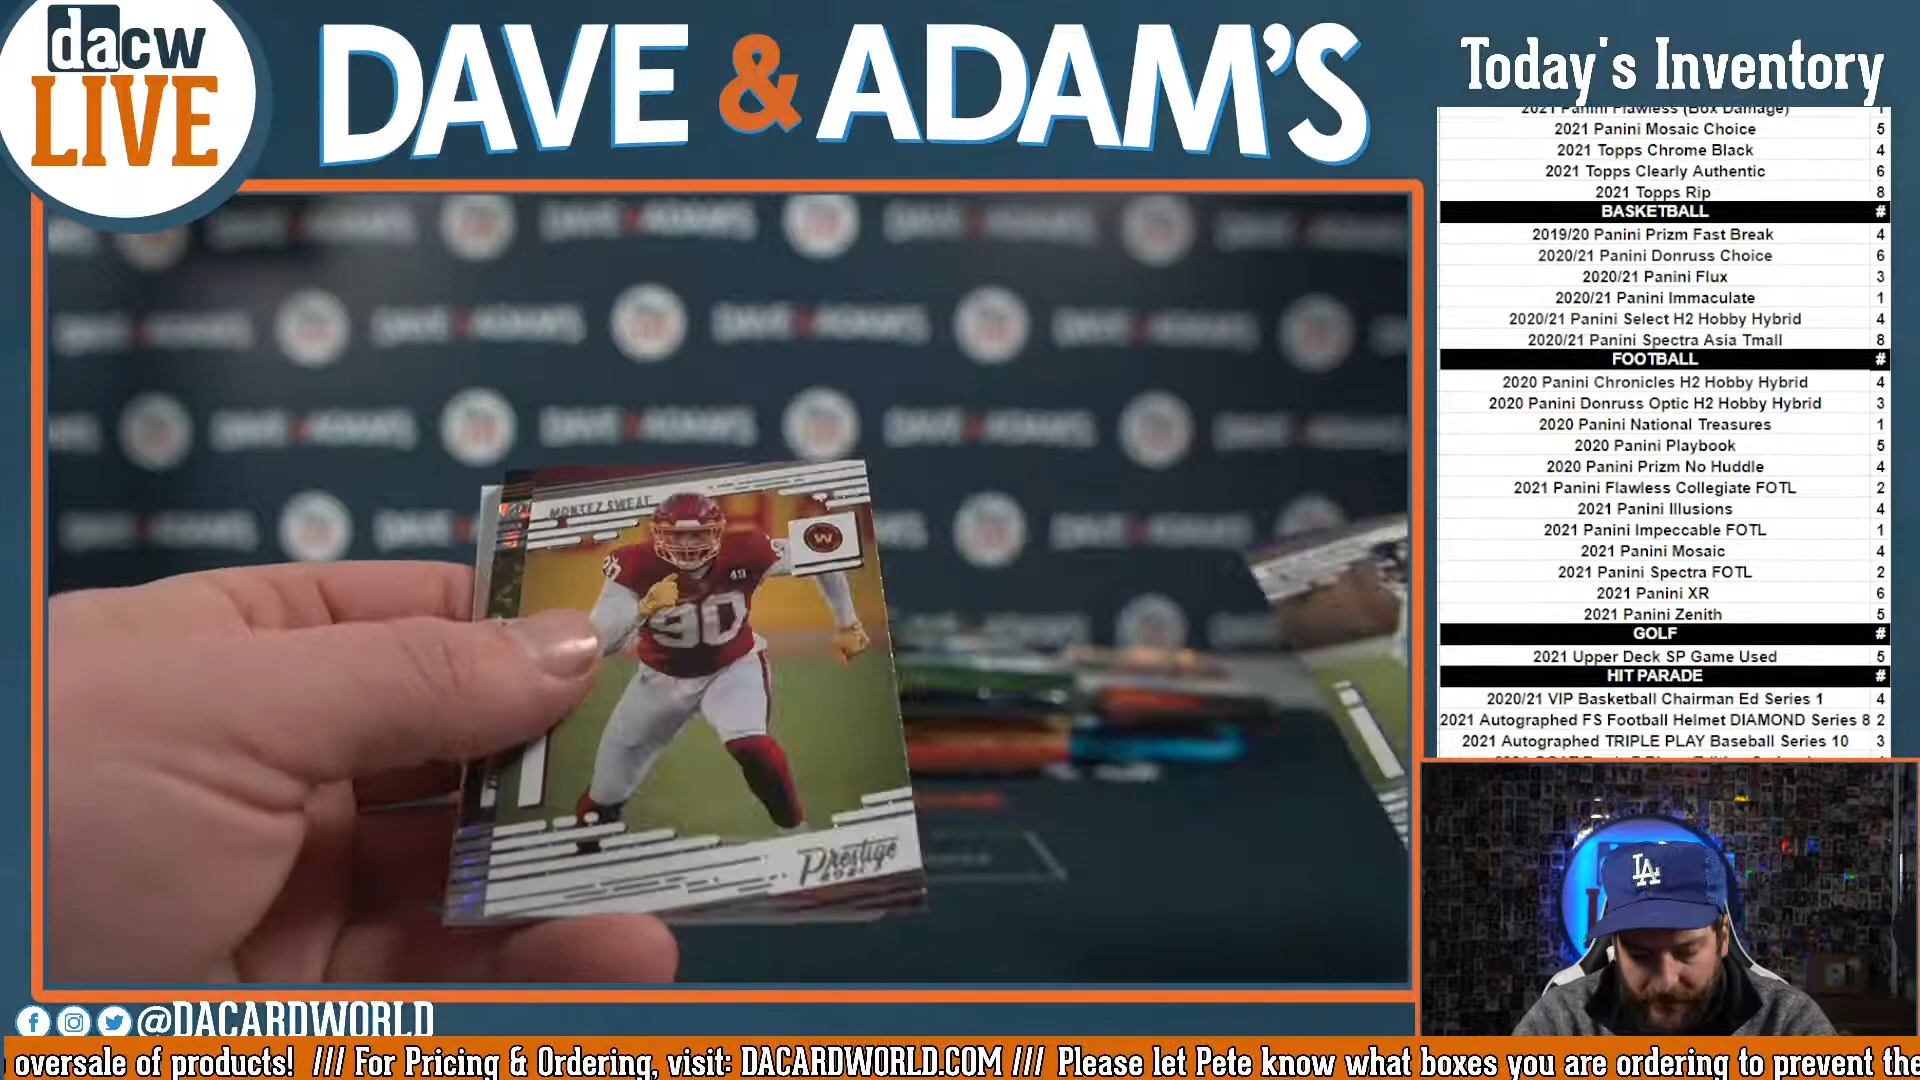 dacw
LIVE
DAVE & ADAM'S
Today's Inventory
2021 Panini Flawless (Box Damage) 1
2021 Panini Mosaic Choice 5
2021 Topps Chrome Black 4
2021 Topps Clearly Authentic 6
2021 Topps Rip 8
BASKETBALL #
2019/20 Panini Prizm Fast Break 4
2020/21 Panini Donruss Choice 6
2020/21 Panini Flux 3
2020/21 Panini Immaculate 1
2020/21 Panini Select H2 Hobby Hybrid 4
2020/21 Panini Spectra Asia Tmall 8
FOOTBALL #
2020 Panini Chronicles H2 Hobby Hybrid 4
2020 Panini Donruss Optic H2 Hobby Hybrid 3
2020 Panini National Treasures 1
2020 Panini Playbook 5
2020 Panini Prizm No Huddle 4
2021 Panini Flawless Collegiate FOTL 2
2021 Panini Illusions 4
2021 Panini Impeccable FOTL 1
2021 Panini Mosaic 4
2021 Panini Spectra FOTL 2
2021 Panini XR 6
2021 Panini Zenith 5
GOLF #
2021 Upper Deck SP Game Used 5
HIT PARADE #
2020/21 VIP Basketball Chairman Ed Series 1 4
2021 Autographed FS Football Helmet DIAMOND Series 8 2
2021 Autographed TRIPLE PLAY Baseball Series 10 3
MONTEZ SWEAT
W
49
90
Prestige
2021
LA
@DACARDWORLD
oversale of products! /// For Pricing & Ordering, visit: DACARDWORLD.COM /// Please let Pete know what boxes you are ordering to prevent the